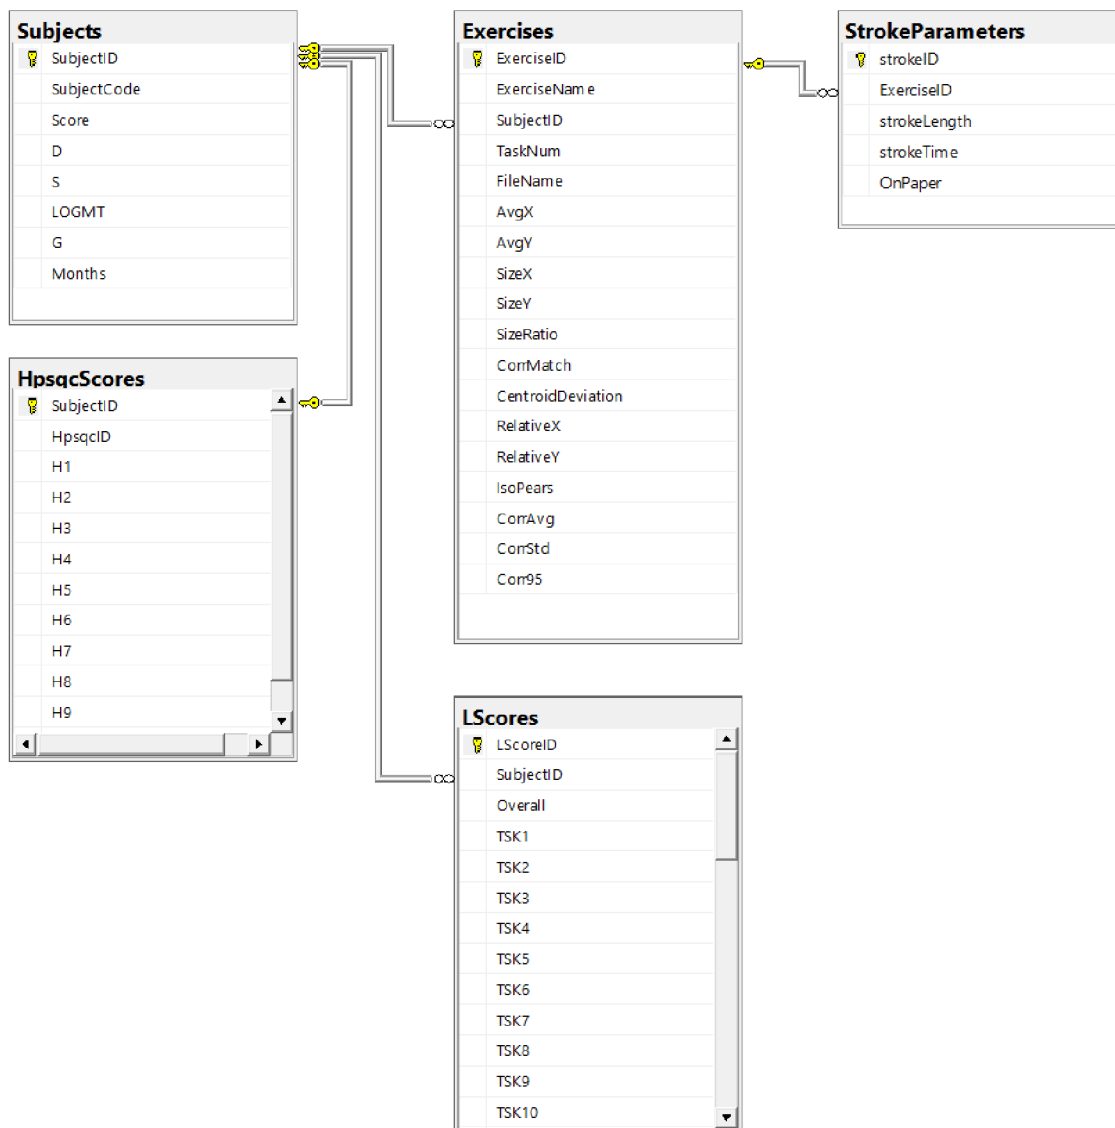 Subjects
SubjectID
SubjectCode
Score
D
S
LOGMT
G
Months
HpsqcScores
SubjectID
HpsqcID
H1
H2
H3
H4
H5
H6
H7
H8
H9
Exercises
ExerciseID
ExerciseName
SubjectID
TaskNum
FileName
AvgX
AvgY
SizeX
SizeY
SizeRatio
CorrMatch
CentroidDeviation
RelativeX
RelativeY
IsoPears
CorrAvg
CorrStd
Corr95
LScores
LScoreID
SubjectID
Overall
TSK1
TSK2
TSK3
TSK4
TSK5
TSK6
TSK7
TSK8
TSK9
TSK10
StrokeParameters
strokeID
ExerciseID
strokeLength
strokeTime
OnPaper